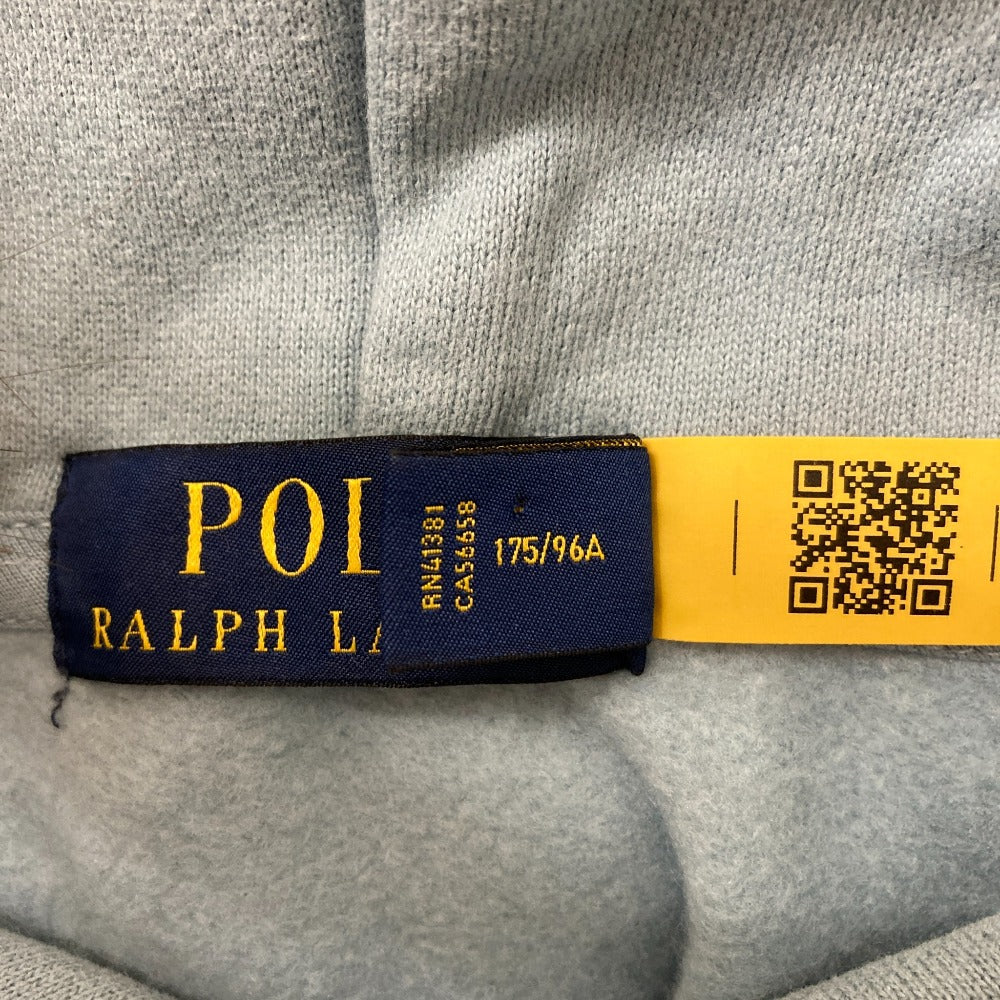 POL
RALPH LA
RN41381
CA56658
175/96A